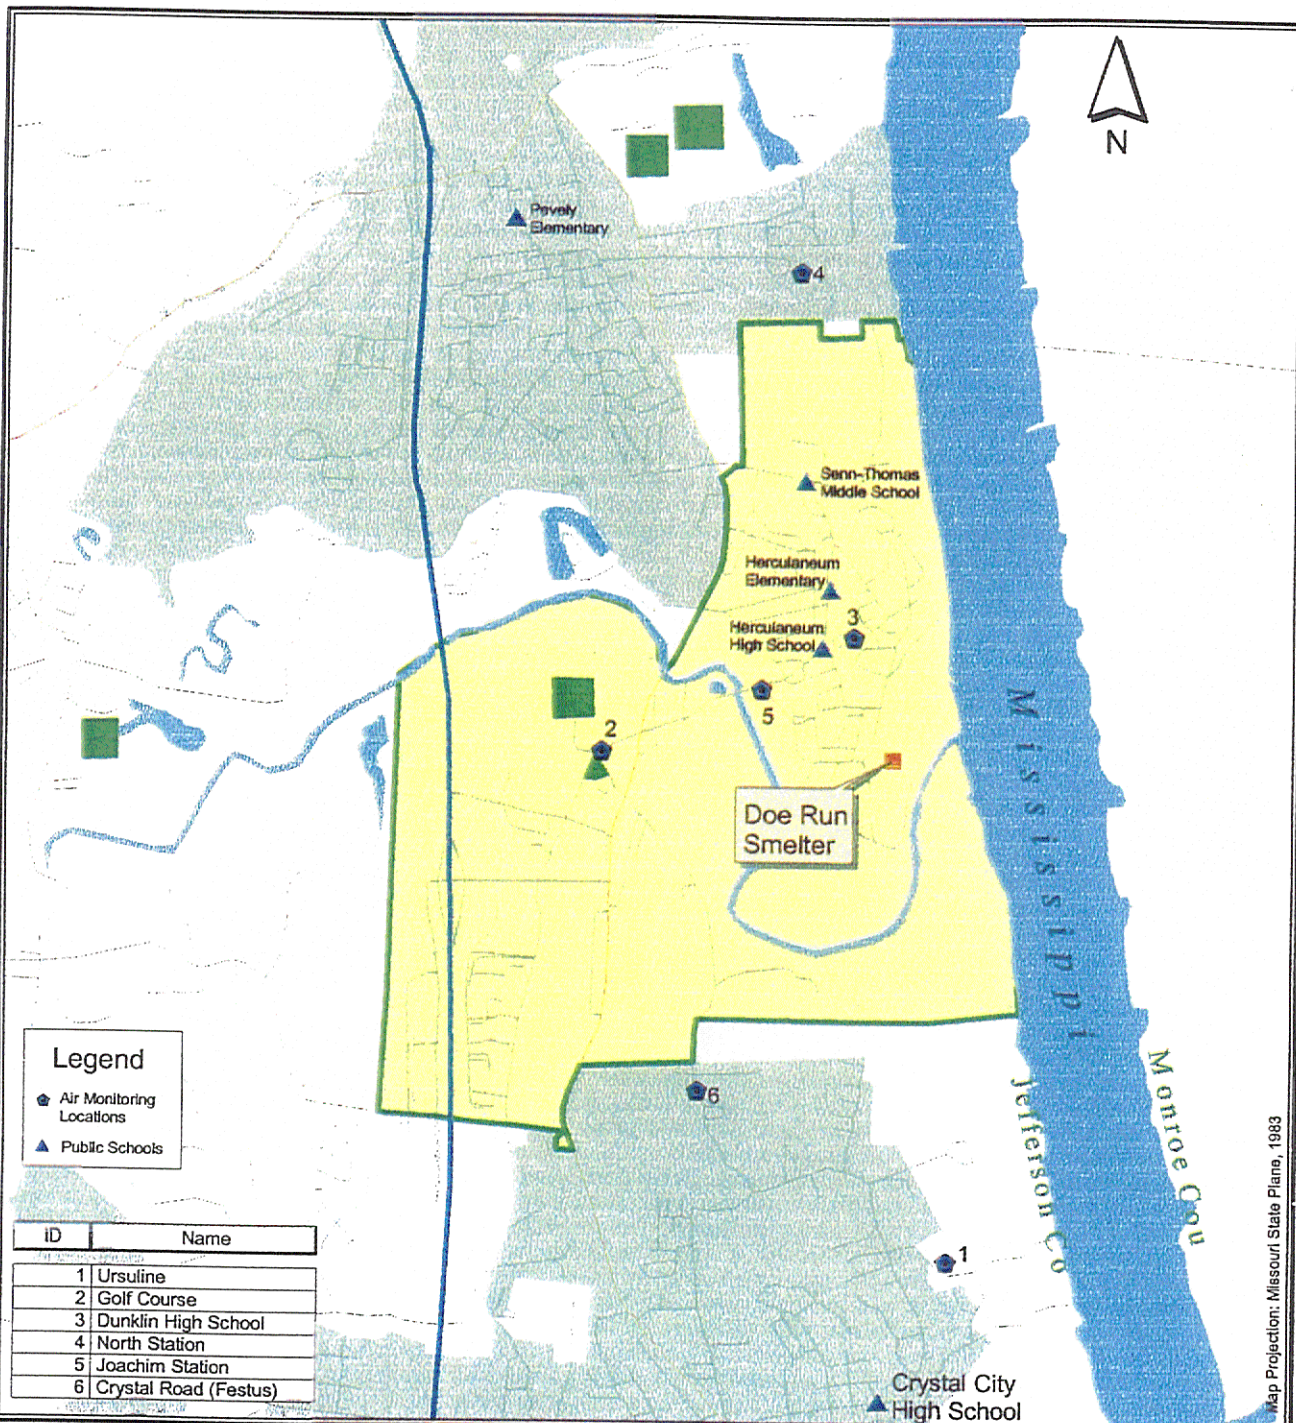 N
Pevely
Elementary
4
Senn-Thomas
Middle School
Herculaneum
Elementary
3
Herculaneum
High School
5
2
Doe Run
Smelter
Mississippi
Legend
Air Monitoring
Locations
Public Schools
6
Jefferson Co
Monroe Cou
1
ID Name
1 Ursuline
2 Golf Course
3 Dunklin High School
4 North Station
5 Joachim Station
6 Crystal Road (Festus)
Crystal City
High School
Map Projection: Missouri State Plane, 1983